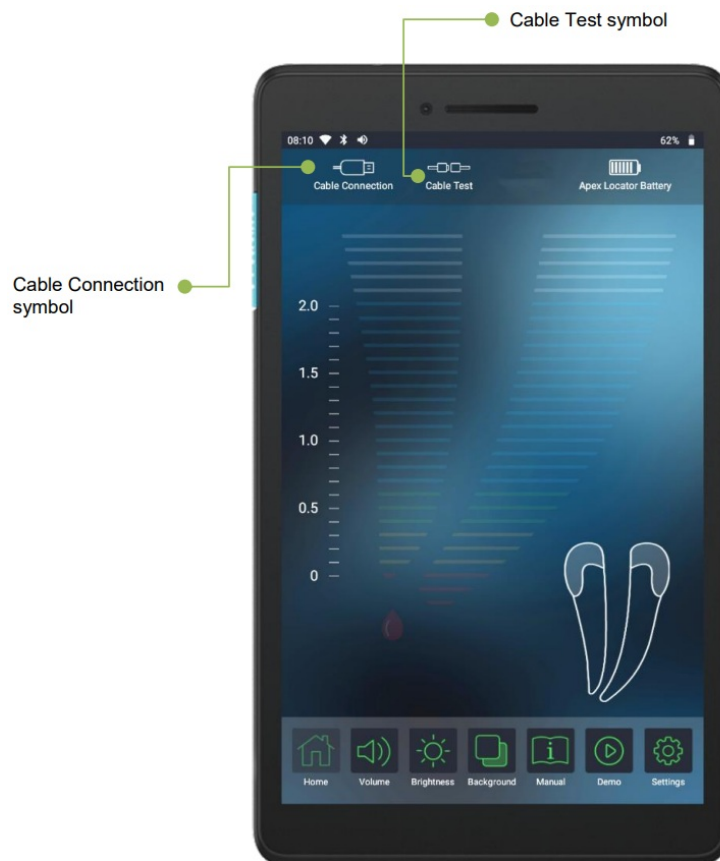 Cable Test symbol
08:10
62%
Cable Connection
Cable Test
Apex Locator Battery
Cable Connection
symbol
2.0
1.5
1.0
0.5
0
Home
Volume
Brightness
Background
Manual
Demo
Settings